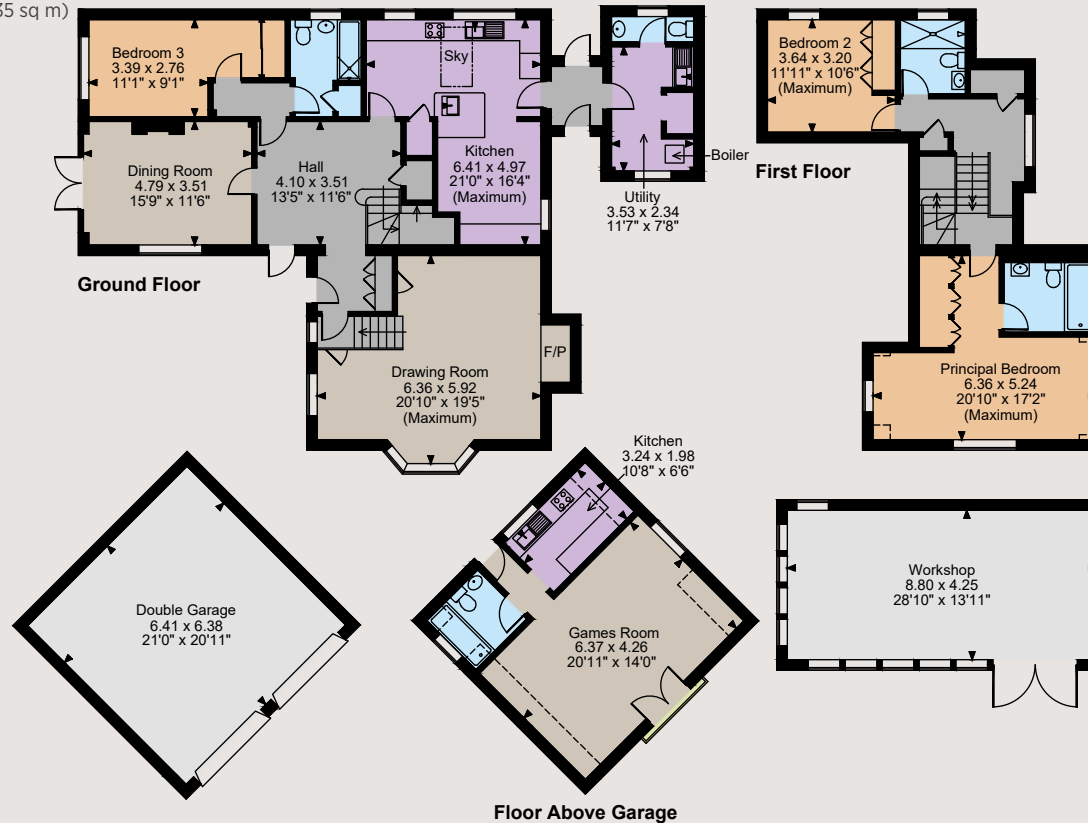 35 sq m)
Bedroom 3
3.39 x 2.76
11'1" x 9'1"
Sky
Dining Room
4.79 x 3.51
15'9" x 11'6"
Hall
4.10 x 3.51
13'5" x 11'6"
Kitchen
6.41 x 4.97
21'0" x 16'4"
(Maximum)
Boiler
Utility
3.53 x 2.34
11'7" x 7'8"
Ground Floor
Drawing Room
6.36 x 5.92
20'10" x 19'5"
(Maximum)
F/P
Bedroom 2
3.64 x 3.20
11'11" x 10'6"
(Maximum)
First Floor
Principal Bedroom
6.36 x 5.24
20'10" x 17'2"
(Maximum)
Double Garage
6.41 x 6.38
21'0" x 20'11"
Kitchen
3.24 x 1.98
10'8" x 6'6"
Games Room
6.37 x 4.26
20'11" x 14'0"
Floor Above Garage
Workshop
8.80 x 4.25
28'10" x 13'11"